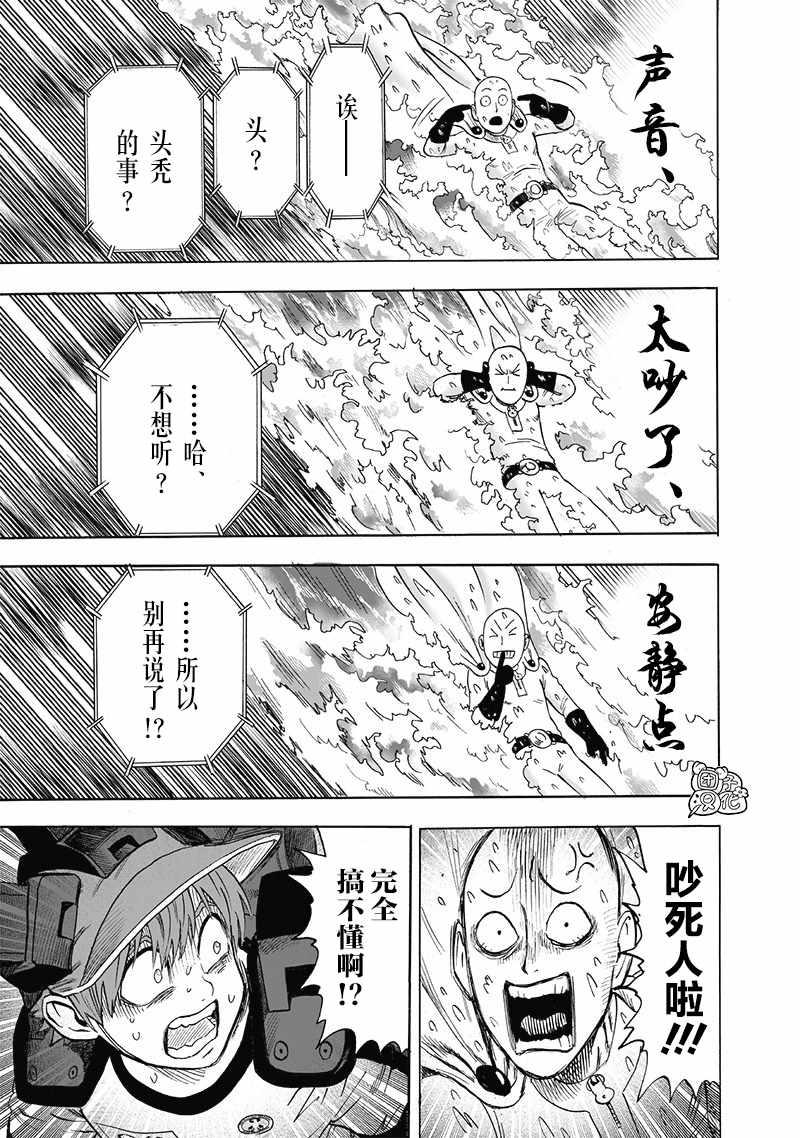 声音、
诶——
头？
头秃
的事？
太吵了、
……哈、
不想听？
安静点
……所以
别再说了!?
吵死人啦!!!
完全
搞不懂啊!?